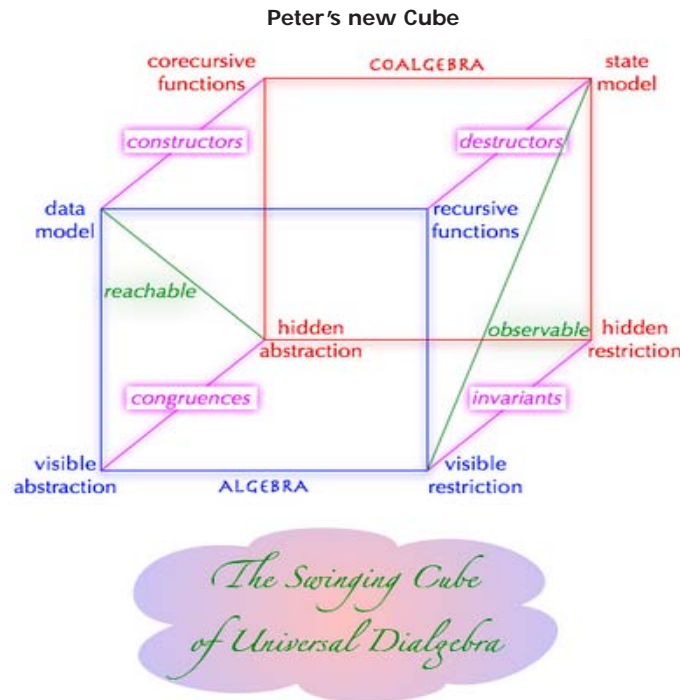 Peter's new Cube
corecursive
functions
COALGEBRA
state
model
constructors
destructors
data
model
recursive
functions
reachable
hidden
abstraction
observable
hidden
restriction
congruences
invariants
visible
abstraction
ALGEBRA
visible
restriction
The Swinging Cube
of Universal Dialgebra